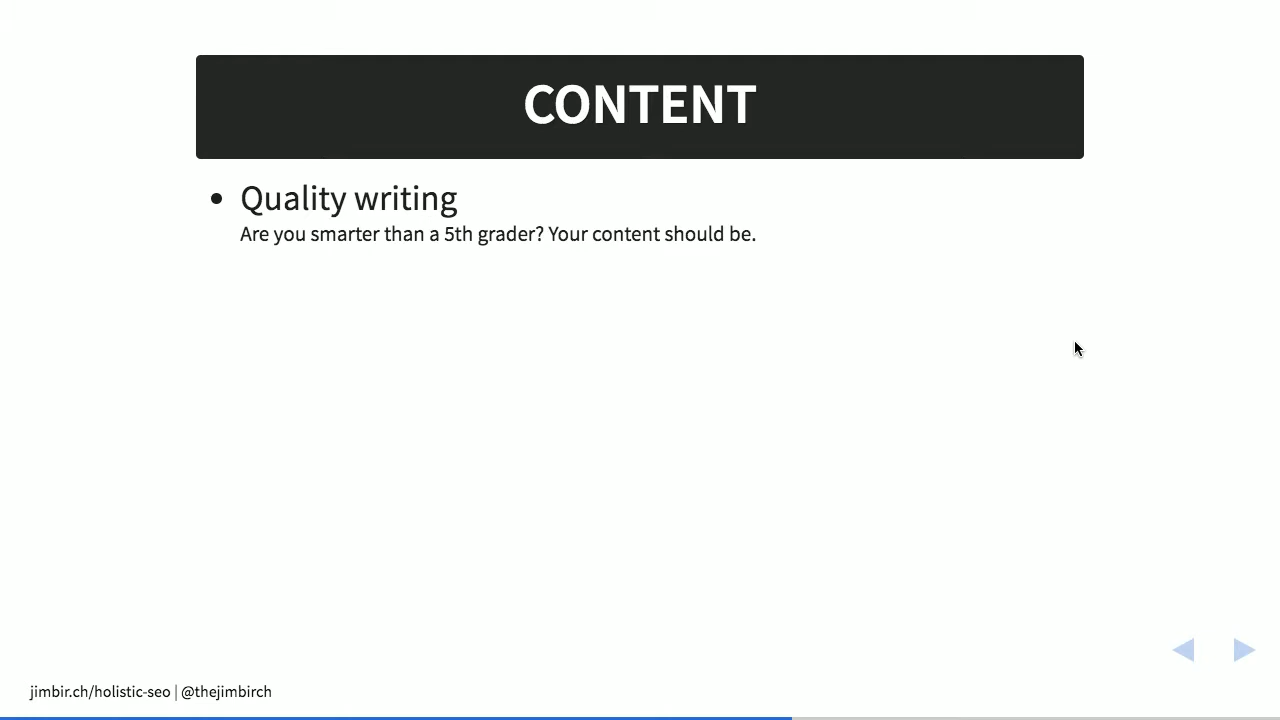 CONTENT
• Quality writing
Are you smarter than a 5th grader? Your content should be.
jimbir.ch/holistic-seo | @thejimbirch